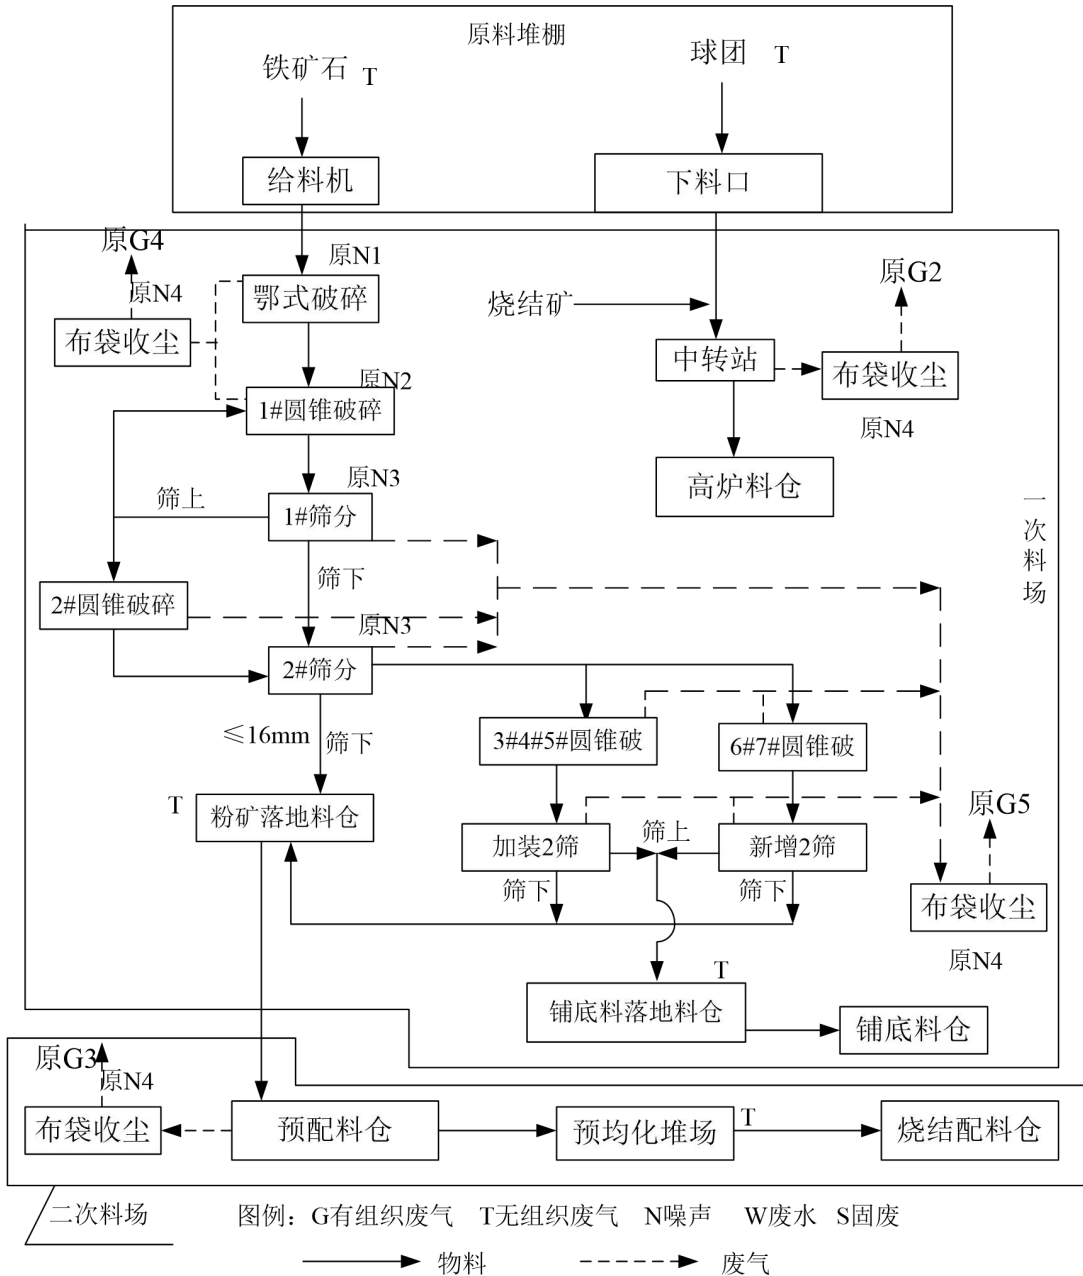 原料堆棚
铁矿石 T
球团 T
给料机
下料口
原G4
原N1
原N4
鄂式破碎
布袋收尘
烧结矿
原G2
中转站
布袋收尘
原N2
1#圆锥破碎
原N4
高炉料仓
原N3
筛上
1#筛分
一次料场
筛下
2#圆锥破碎
原N3
2#筛分
≤16mm
筛下
3#4#5#圆锥破
6#7#圆锥破
T
粉矿落地料仓
原G5
加装2筛
筛上
新增2筛
筛下
筛下
布袋收尘
原N4
T
铺底料落地料仓
铺底料仓
原G3
原N4
布袋收尘
预配料仓
预均化堆场
T
烧结配料仓
二次料场
图例：G有组织废气 T无组织废气 N噪声 W废水 S固废
物料
废气